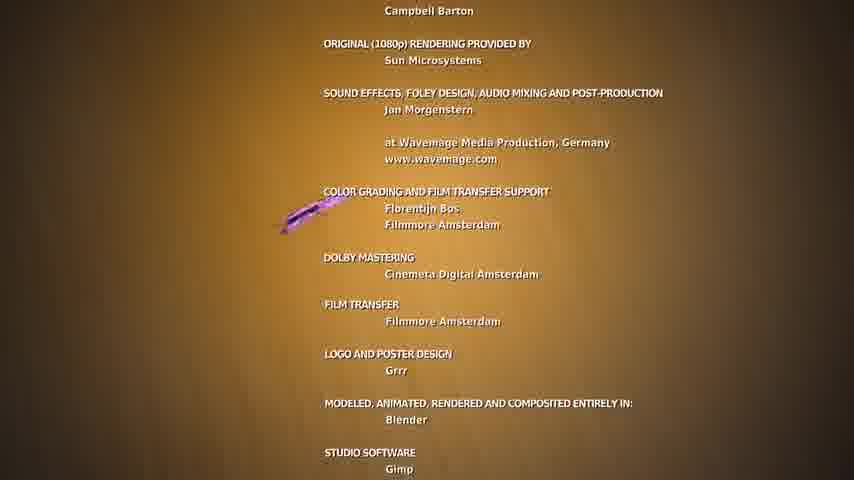 Campbell Barton
ORIGINAL (1080p) RENDERING PROVIDED BY
Sun Microsystems
SOUND EFFECTS, FOLEY DESIGN, AUDIO MIXING AND POST-PRODUCTION
Jan Morgenstern
at Wavemage Media Production, Germany
www.wavemage.com
COLOR GRADING AND FILM TRANSFER SUPPORT
Florentijn Bos
Filmmore Amsterdam
DOLBY MASTERING
Cinemeta Digital Amsterdam
FILM TRANSFER
Filmmore Amsterdam
LOGO AND POSTER DESIGN
Grrr
MODELED, ANIMATED, RENDERED AND COMPOSITED ENTIRELY IN:
Blender
STUDIO SOFTWARE
Gimp